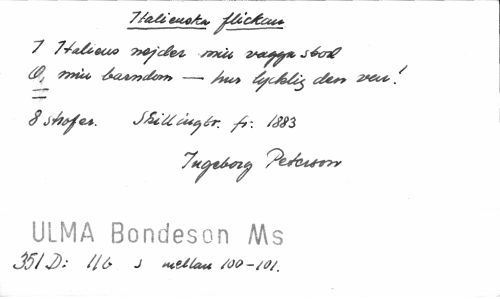 Italienska flickan
I Italiens nejder min vagga stod
O, min barndom — hur lycklig den var!
8 strofer. Skillingtr. fr. 1883
Ingeborg Peterson
ULMA Bondeson Ms
351 D: 116 s mellan 100-101.